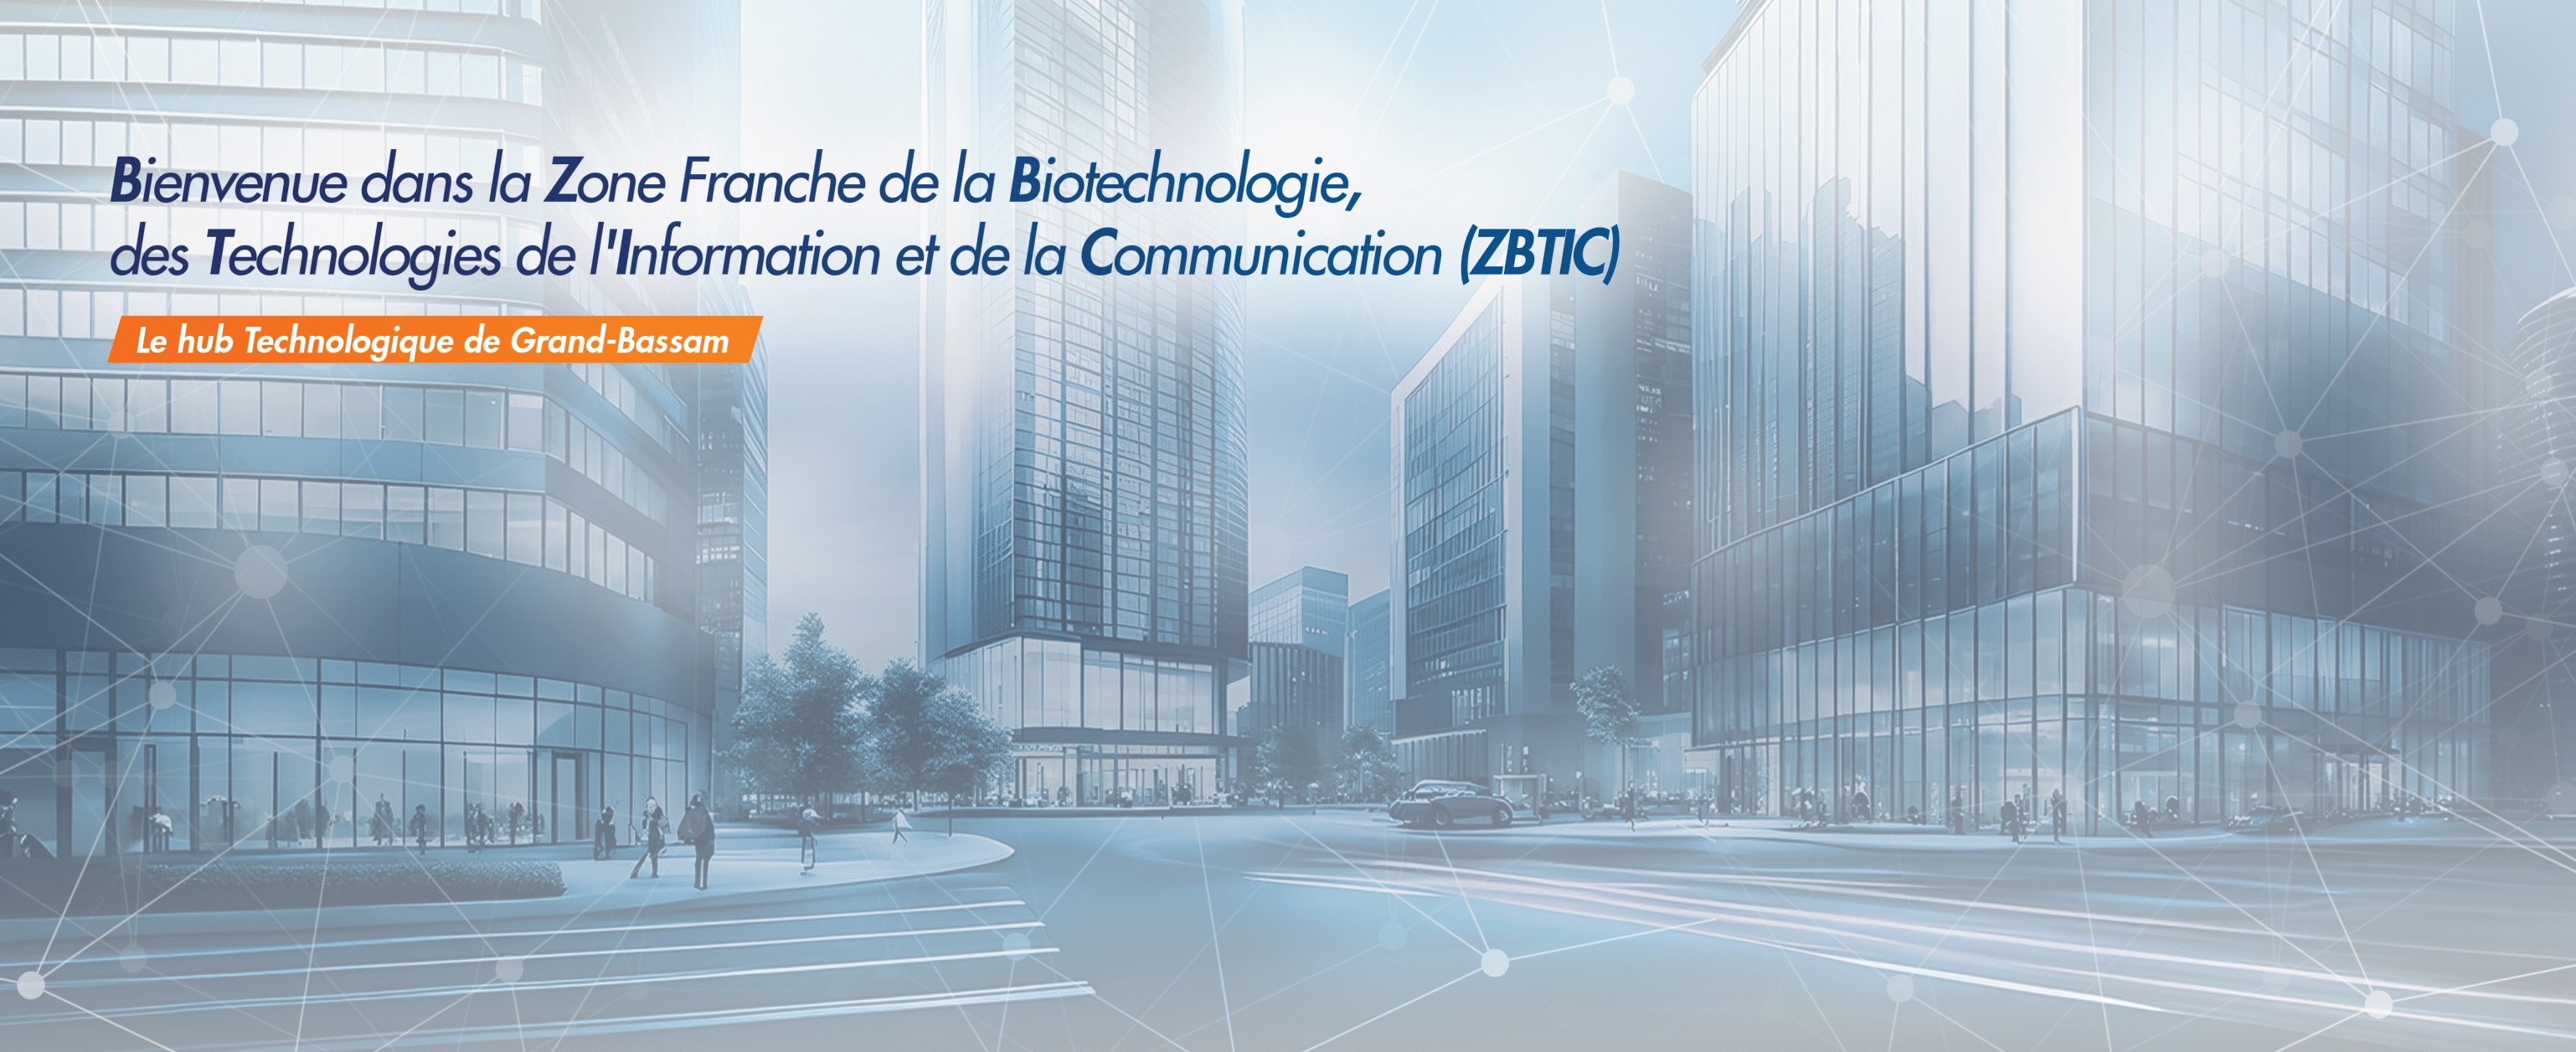 Bienvenue dans la Zone Franche de la Biotechnologie,
des Technologies de l'Information et de la Communication (ZBTIC)
Le hub Technologique de Grand-Bassam